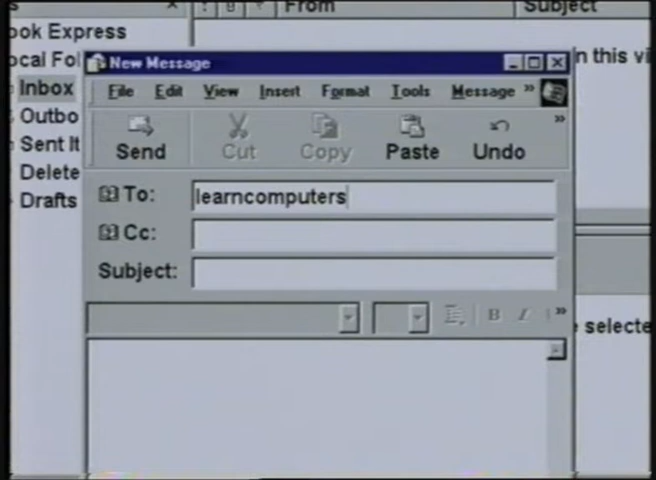 From Subject
ook Express
ocal Fol
Inbox
Outbo
Sent It
Delete
Drafts
n this vi
New Message
File Edit View Insert Format Tools Message »
Send Cut Copy Paste Undo »
To: learncomputers
Cc:
Subject:
B I »
selecte